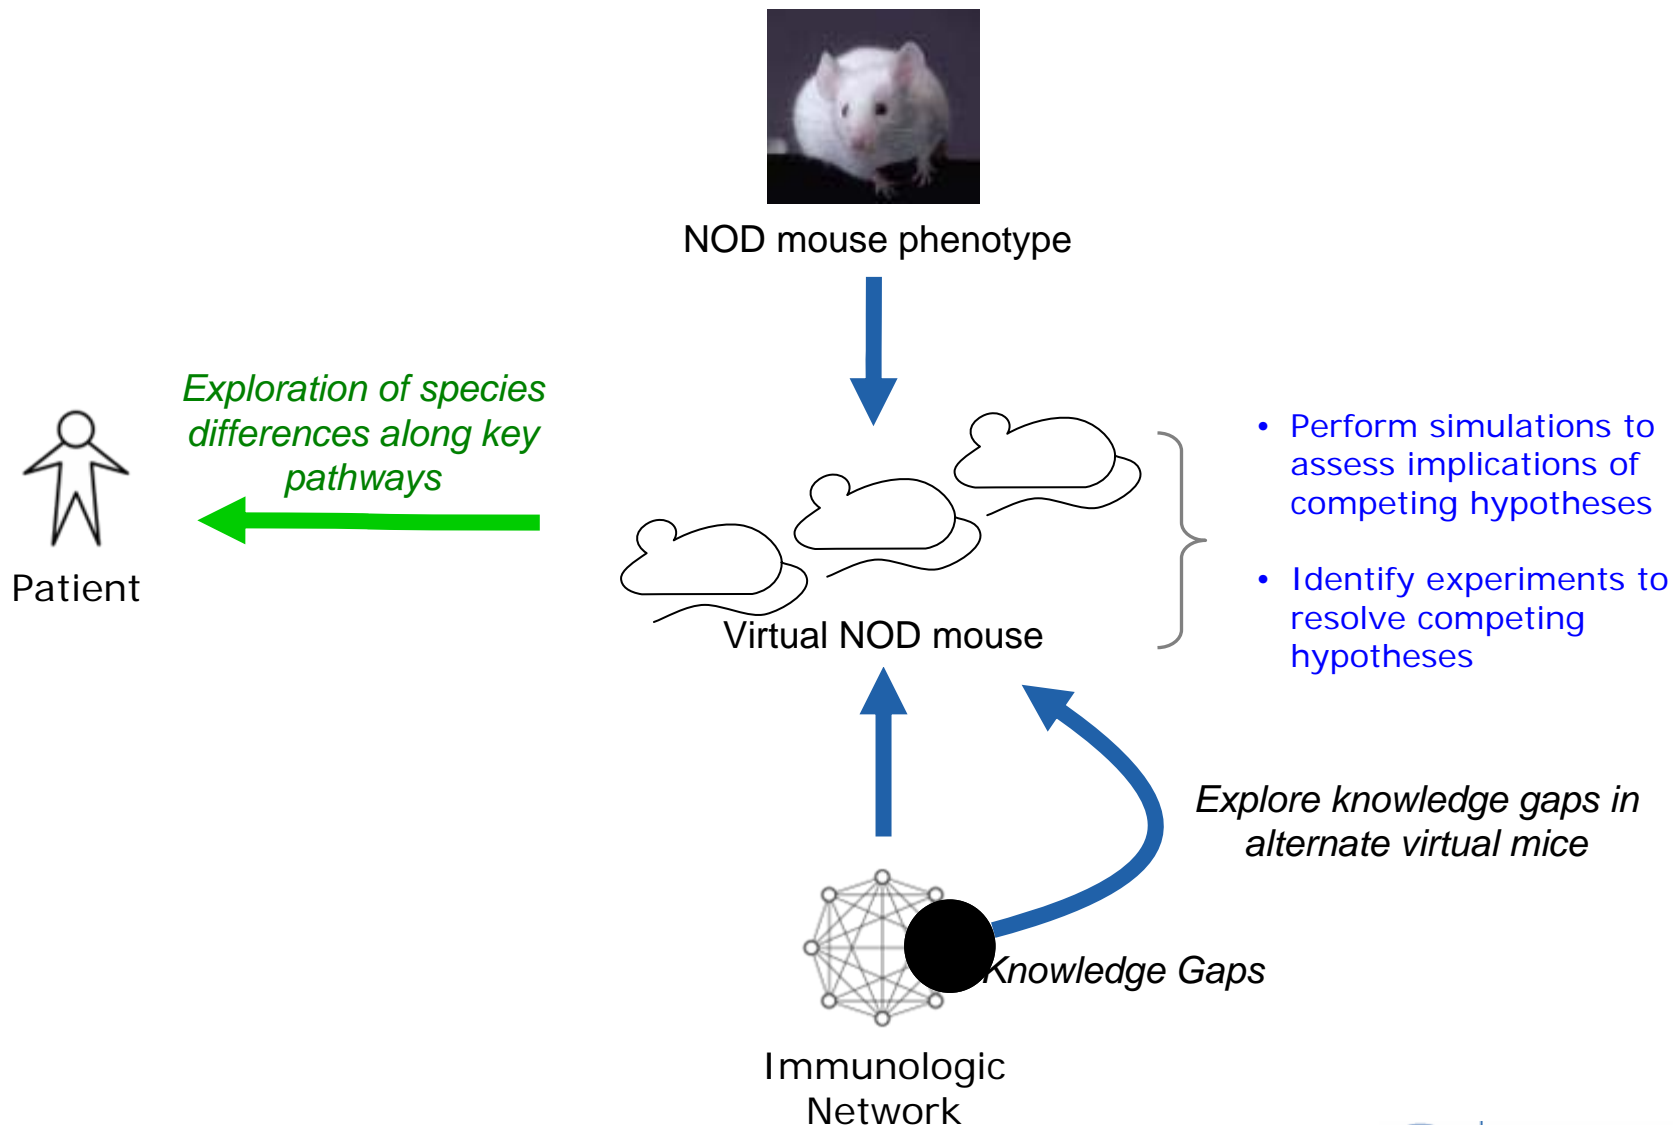 NOD mouse phenotype
Exploration of species
differences along key
pathways
Patient
Virtual NOD mouse
• Perform simulations to
assess implications of
competing hypotheses
• Identify experiments to
resolve competing
hypotheses
Explore knowledge gaps in
alternate virtual mice
Knowledge Gaps
Immunologic
Network